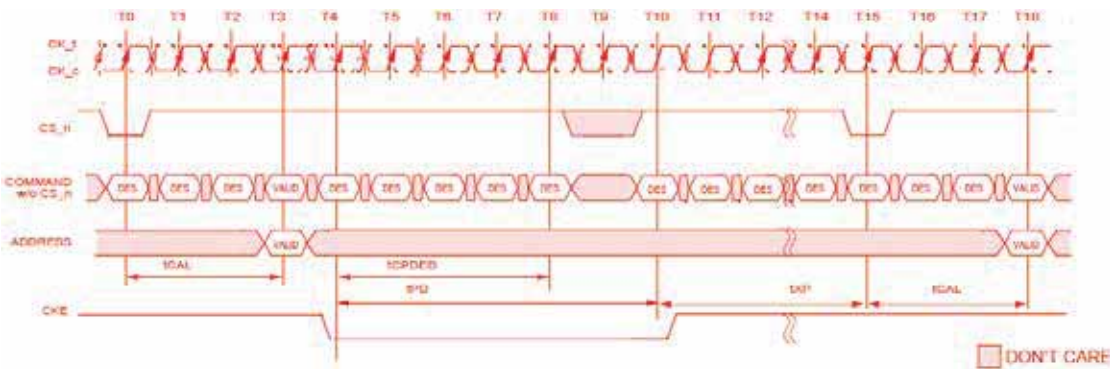 T0 T1 T2 T3 T4 T5 T6 T7 T8 T9 T10 T11 T12 T14 T15 T16 T17 T18
CK_t
CK_c
CS_n
COMMAND
w/o CS_n
DES DES DES VALID DES DES DES DES DES DES DES DES DES DES DES DES VALID
ADDRESS
VALID VALID
tCAL tCPDED
tPD tXP tCAL
CKE
DON'T CARE